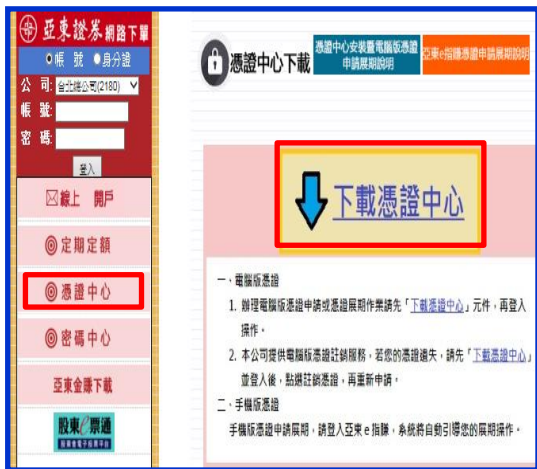 亞東證券 網路下單
帳 號 身分證
公 司: 台北總公司(2180)
帳 號:
密 碼:
登入
線上 開戶
定期定額
憑證中心
密碼中心
亞東金賺下載
股東e票通
憑證中心下載
憑證中心安裝暨電腦版憑證
申請展期說明
亞東e指賺憑證申請展期說明
下載憑證中心
一、電腦版憑證
1. 辦理電腦版憑證申請或憑證展期作業請先「下載憑證中心」元件，再登入
操作。
2. 本公司提供電腦版憑證註銷服務，若您的憑證遺失，請先「下載憑證中心」
並登入後，點選註銷憑證，再重新申請。
二、手機版憑證
手機版憑證申請展期，請登入亞東 e 指賺，系統將自動引導您的展期操作。